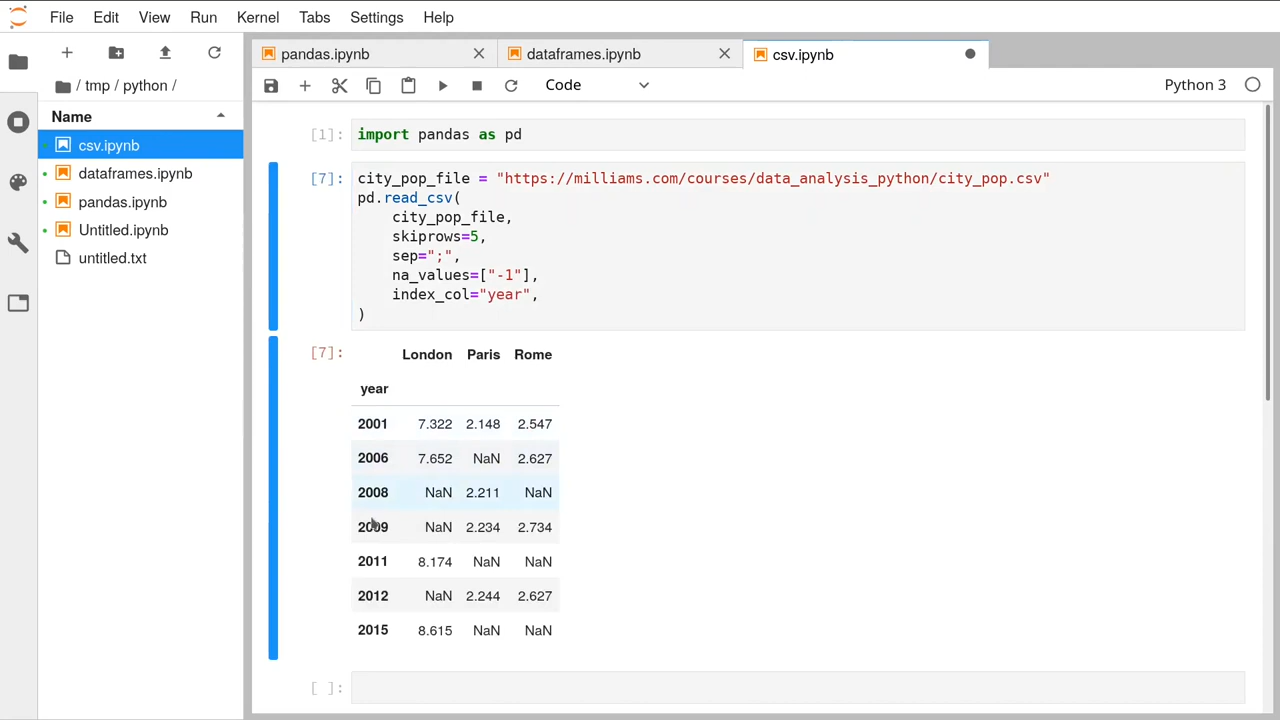 File Edit View Run Kernel Tabs Settings Help
/ tmp / python /
Name
csv.ipynb
dataframes.ipynb
pandas.ipynb
Untitled.ipynb
untitled.txt
pandas.ipynb dataframes.ipynb csv.ipynb
Code Python 3
[1]: import pandas as pd
[7]: city_pop_file = "https://milliams.com/courses/data_analysis_python/city_pop.csv"
pd.read_csv(
    city_pop_file,
    skiprows=5,
    sep=";",
    na_values=["-1"],
    index_col="year",
)
[7]: London Paris Rome
year
2001 7.322 2.148 2.547
2006 7.652 NaN 2.627
2008 NaN 2.211 NaN
2009 NaN 2.234 2.734
2011 8.174 NaN NaN
2012 NaN 2.244 2.627
2015 8.615 NaN NaN
[ ]: